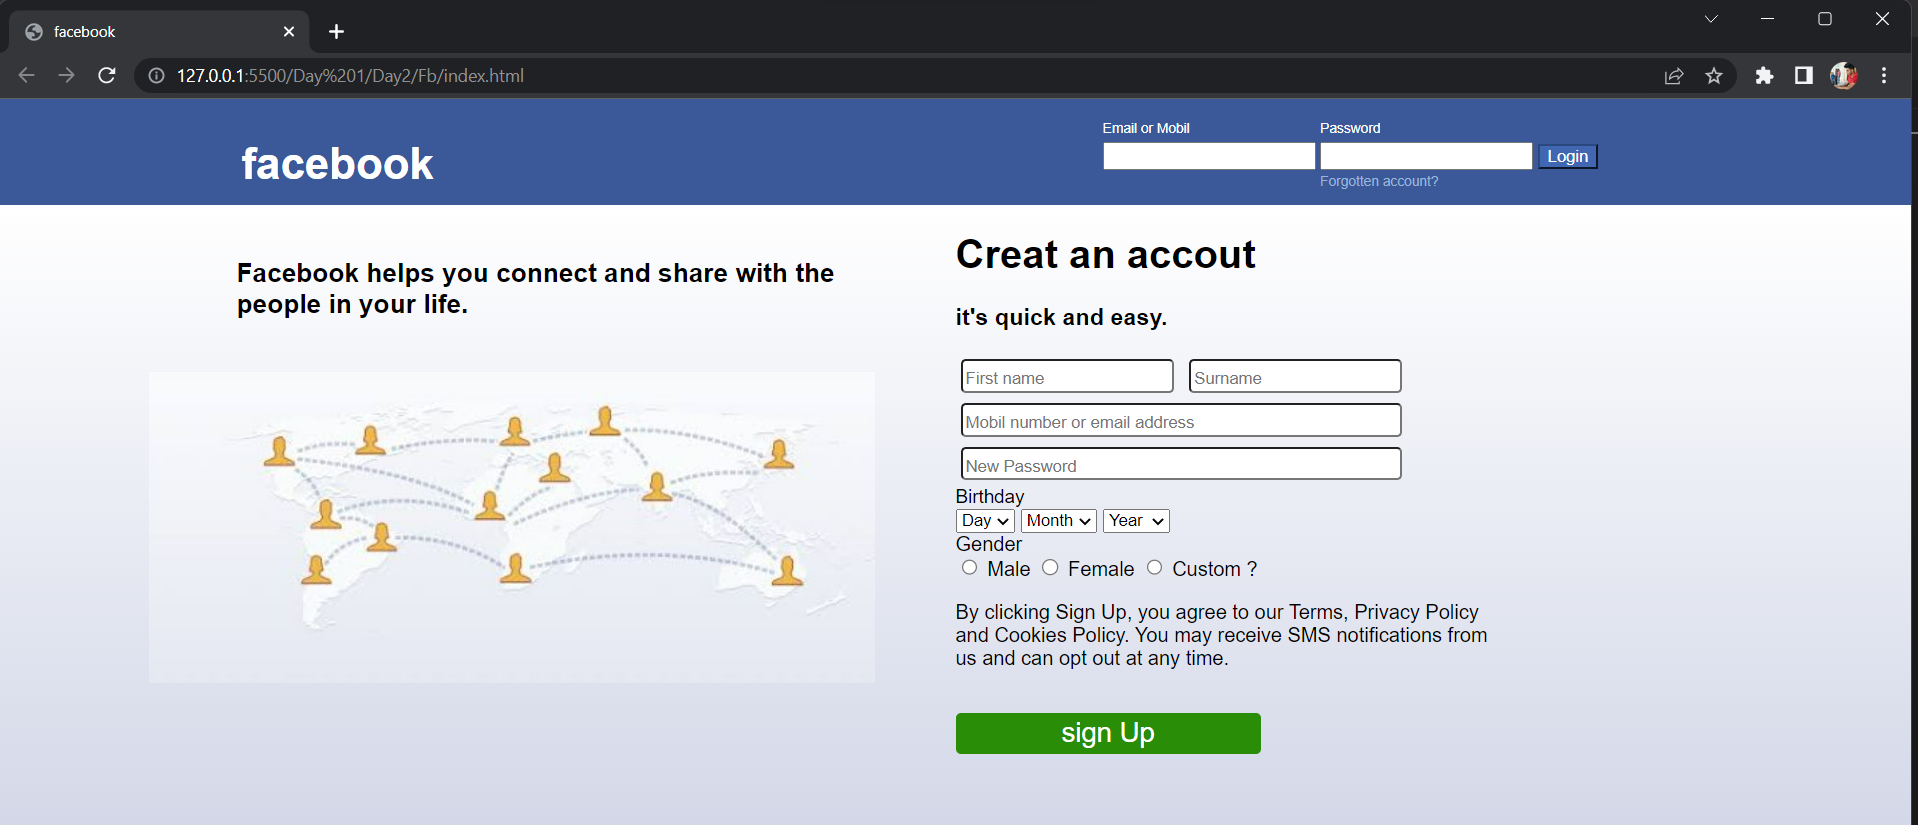 facebook
127.0.0.1:5500/Day%201/Day2/Fb/index.html
Email or Mobil Password
facebook
Login
Forgotten account?
Facebook helps you connect and share with the
people in your life.
Creat an accout
it's quick and easy.
First name Surname
Mobil number or email address
New Password
Birthday
Day Month Year
Gender
Male Female Custom ?
By clicking Sign Up, you agree to our Terms, Privacy Policy
and Cookies Policy. You may receive SMS notifications from
us and can opt out at any time.
sign Up